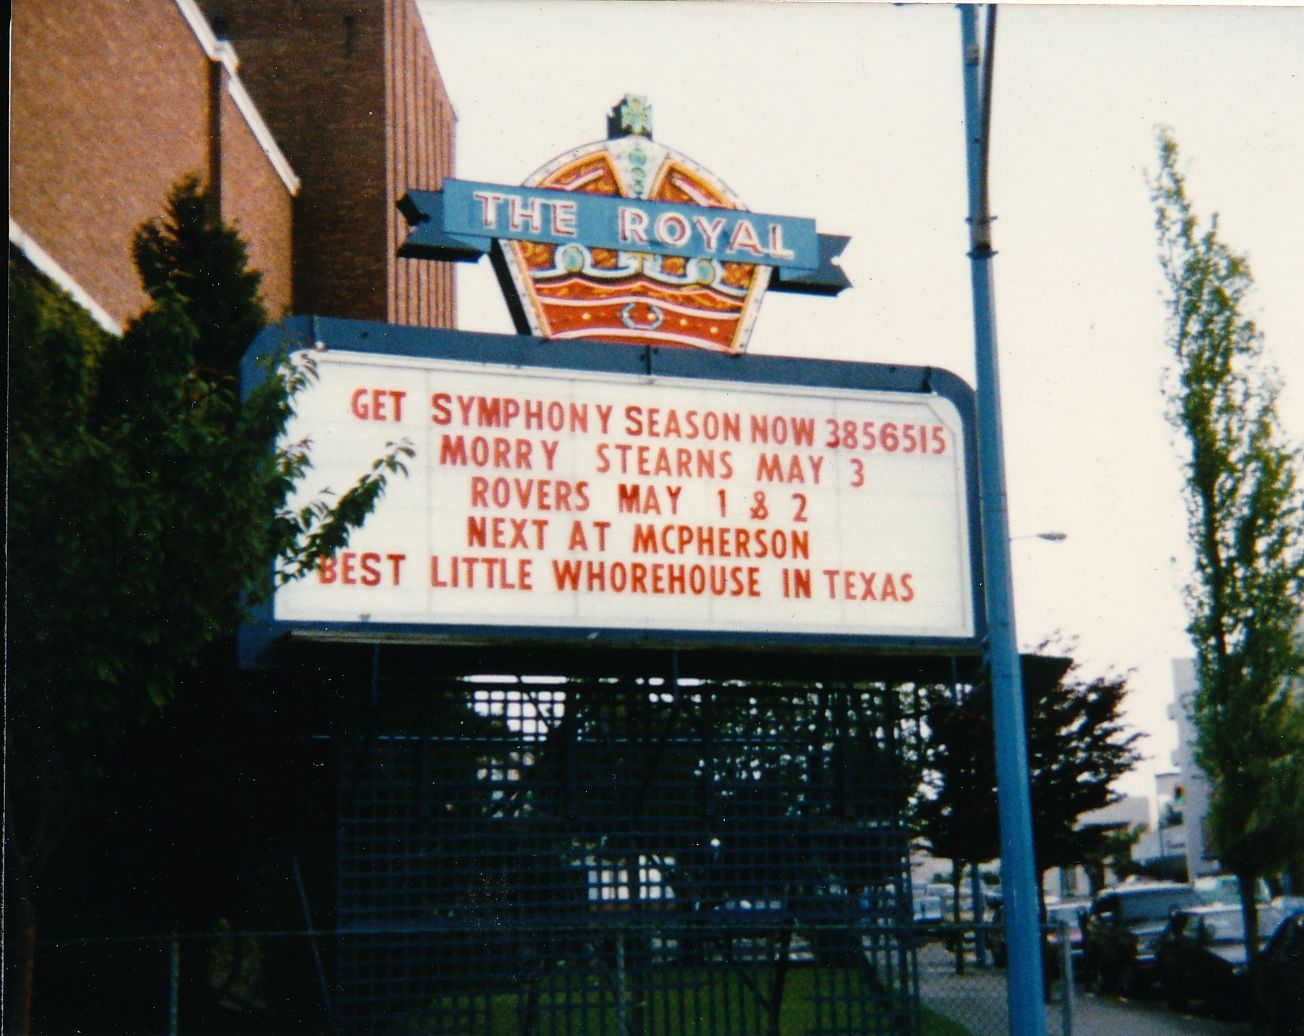 THE ROYAL
GET SYMPHONY SEASON NOW 3856515
MORRY STEARNS MAY 3
ROVERS MAY 1 & 2
NEXT AT MCPHERSON
BEST LITTLE WHOREHOUSE IN TEXAS